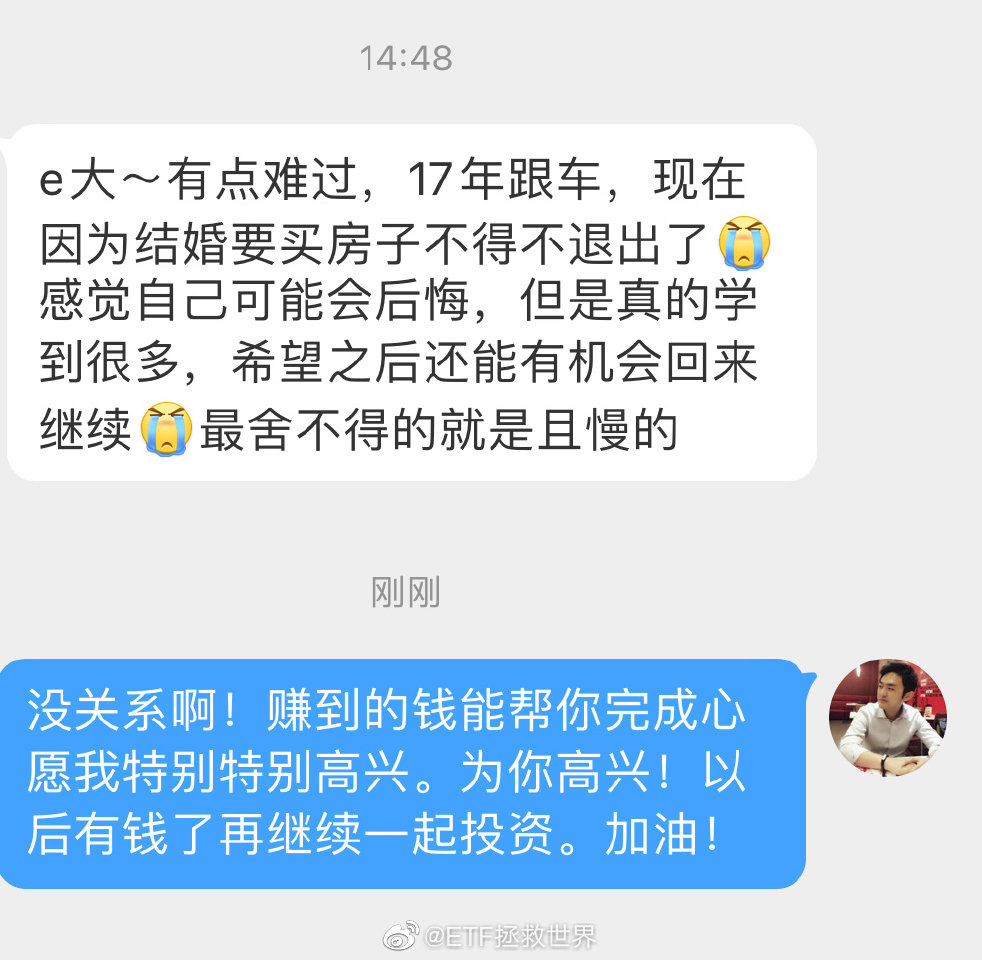 14:48
e大～有点难过，17年跟车，现在
因为结婚要买房子不得不退出了😭
感觉自己可能会后悔，但是真的学
到很多，希望之后还能有机会回来
继续😭最舍不得的就是且慢的
刚刚
没关系啊！赚到的钱能帮你完成心
愿我特别特别高兴。为你高兴！以
后有钱了再继续一起投资。加油！
@ETF拯救世界